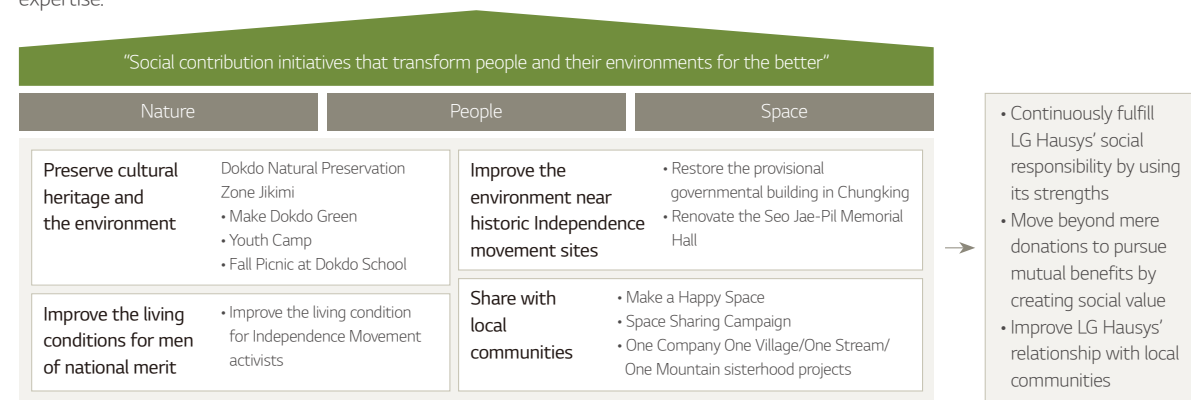 expertise.
"Social contribution initiatives that transform people and their environments for the better"
Nature
People
Space
Preserve cultural
heritage and
the environment
Dokdo Natural Preservation
Zone Jikimi
• Make Dokdo Green
• Youth Camp
• Fall Picnic at Dokdo School
Improve the living
conditions for men
of national merit
• Improve the living condition
for Independence Movement
activists
Improve the
environment near
historic Independence
movement sites
• Restore the provisional
governmental building in Chungking
• Renovate the Seo Jae-Pil Memorial
Hall
Share with
local
communities
• Make a Happy Space
• Space Sharing Campaign
• One Company One Village/One Stream/
One Mountain sisterhood projects
• Continuously fulfill
LG Hausys' social
responsibility by using
its strengths
• Move beyond mere
donations to pursue
mutual benefits by
creating social value
• Improve LG Hausys'
relationship with local
communities